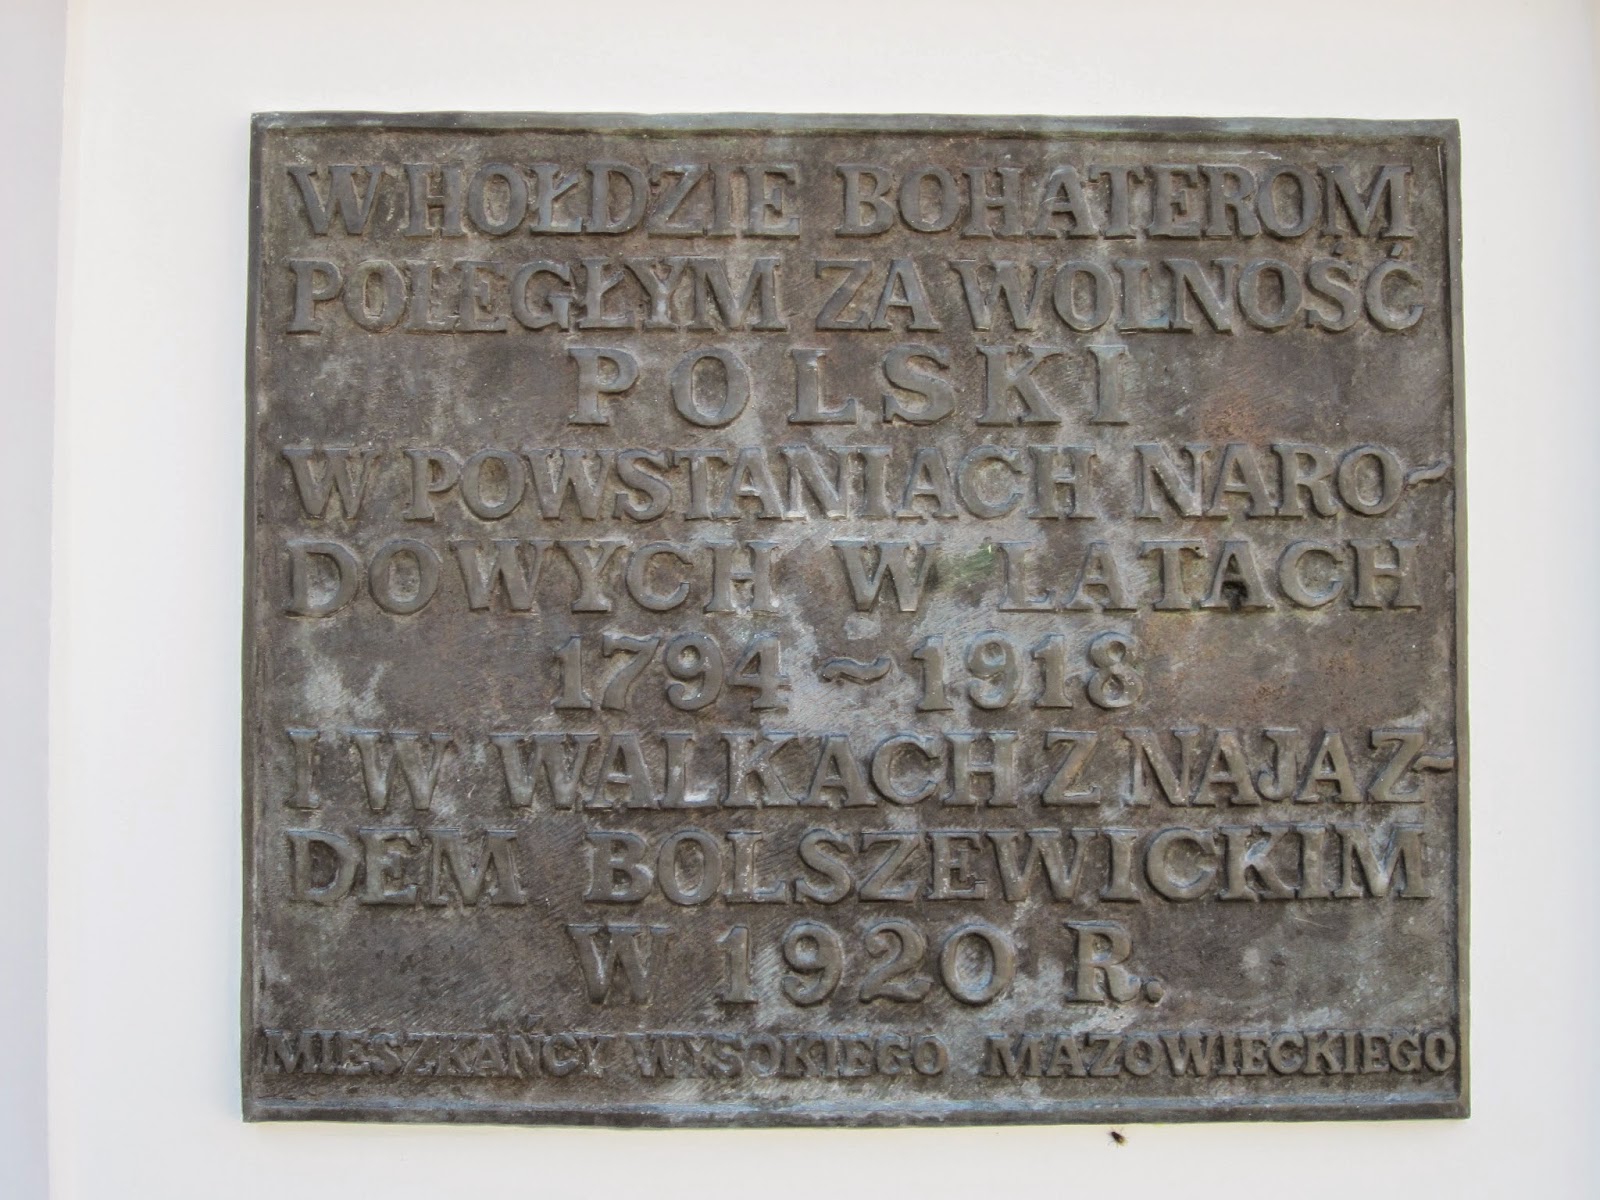 W HOŁDZIE BOHATEROM
POLEGŁYM ZA WOLNOŚĆ
POLSKI
W POWSTANIACH NARO~
DOWYCH W LATACH
1794~1918
I W WALKACH Z NAJAZ~
DEM BOLSZEWICKIM
W 1920 R.
MIESZKAŃCY WYSOKIEGO MAZOWIECKIEGO